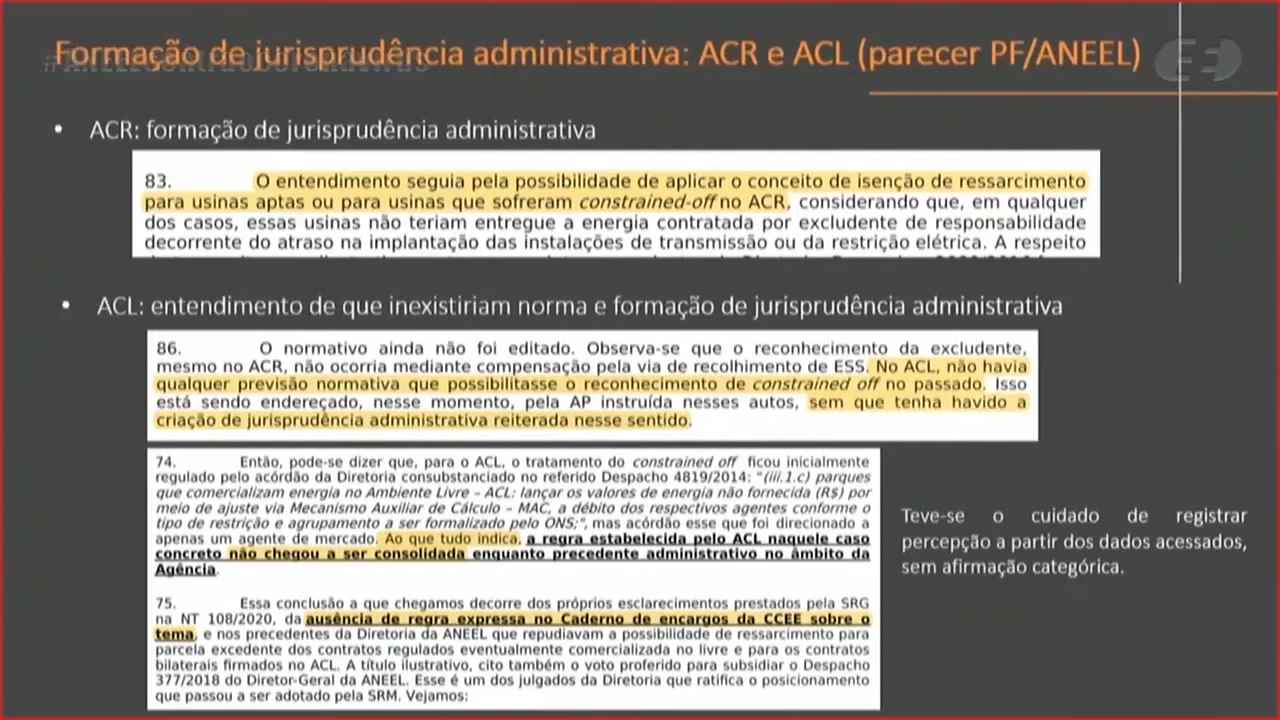 Formação de jurisprudência administrativa: ACR e ACL (parecer PF/ANEEL)
• ACR: formação de jurisprudência administrativa
83. O entendimento seguia pela possibilidade de aplicar o conceito de isenção de ressarcimento
para usinas aptas ou para usinas que sofreram constrained-off no ACR, considerando que, em qualquer
dos casos, essas usinas não teriam entregue a energia contratada por excludente de responsabilidade
decorrente do atraso na implantação das instalações de transmissão ou da restrição elétrica. A respeito
• ACL: entendimento de que inexistiriam norma e formação de jurisprudência administrativa
86. O normativo ainda não foi editado. Observa-se que o reconhecimento da excludente,
mesmo no ACR, não ocorria mediante compensação pela via de recolhimento de ESS. No ACL, não havia
qualquer previsão normativa que possibilitasse o reconhecimento de constrained off no passado. Isso
está sendo endereçado, nesse momento, pela AP instruída nesses autos, sem que tenha havido a
criação de jurisprudência administrativa reiterada nesse sentido.
74. Então, pode-se dizer que, para o ACL, o tratamento do constrained off ficou inicialmente
regulado pelo acórdão da Diretoria consubstanciado no referido Despacho 4819/2014: "(iii.1.c) parques
que comercializam energia no Ambiente Livre – ACL: lançar os valores de energia não fornecida (R$) por
meio de ajuste via Mecanismo Auxiliar de Cálculo – MAC, a débito dos respectivos agentes conforme o
tipo de restrição e agrupamento a ser formalizado pelo ONS;", mas acórdão esse que foi direcionado a
apenas um agente de mercado. Ao que tudo indica, a regra estabelecida pelo ACL naquele caso
concreto não chegou a ser consolidada enquanto precedente administrativo no âmbito da
Agência.
75. Essa conclusão a que chegamos decorre dos próprios esclarecimentos prestados pela SRG
na NT 108/2020, da ausência de regra expressa no Caderno de encargos da CCEE sobre o
tema, e nos precedentes da Diretoria da ANEEL que repudiavam a possibilidade de ressarcimento para
parcela excedente dos contratos regulados eventualmente comercializada no livre e para os contratos
bilaterais firmados no ACL. A título ilustrativo, cito também o voto proferido para subsidiar o Despacho
377/2018 do Diretor-Geral da ANEEL. Esse é um dos julgados da Diretoria que ratifica o posicionamento
que passou a ser adotado pela SRM. Vejamos:
Teve-se o cuidado de registrar
percepção a partir dos dados acessados,
sem afirmação categórica.